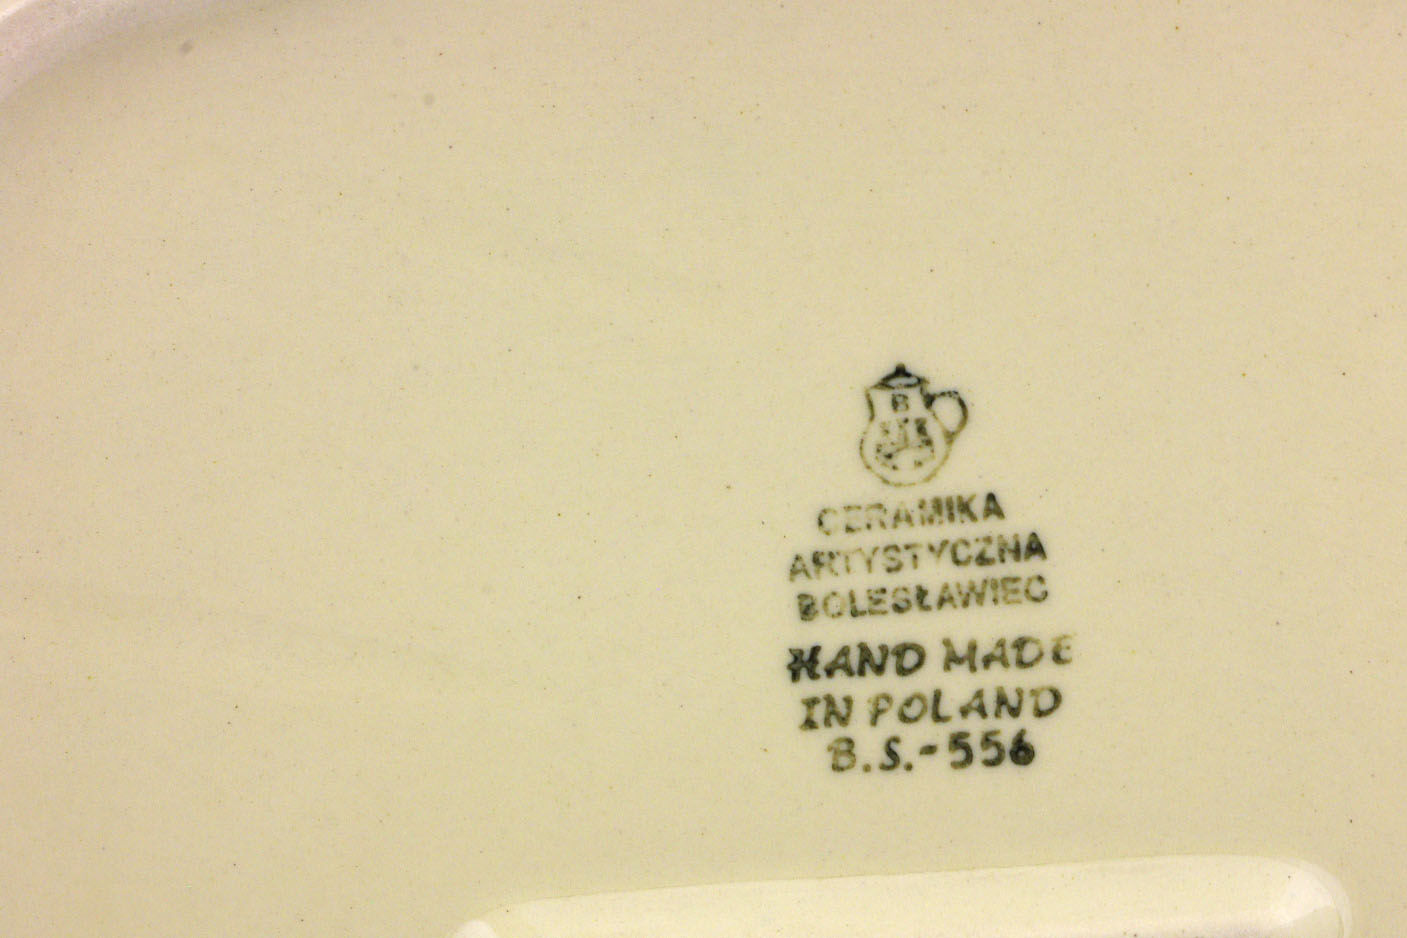 B
CERAMIKA
ARTYSTYCZNA
BOLESŁAWIEC
HAND MADE
IN POLAND
B.S.-556